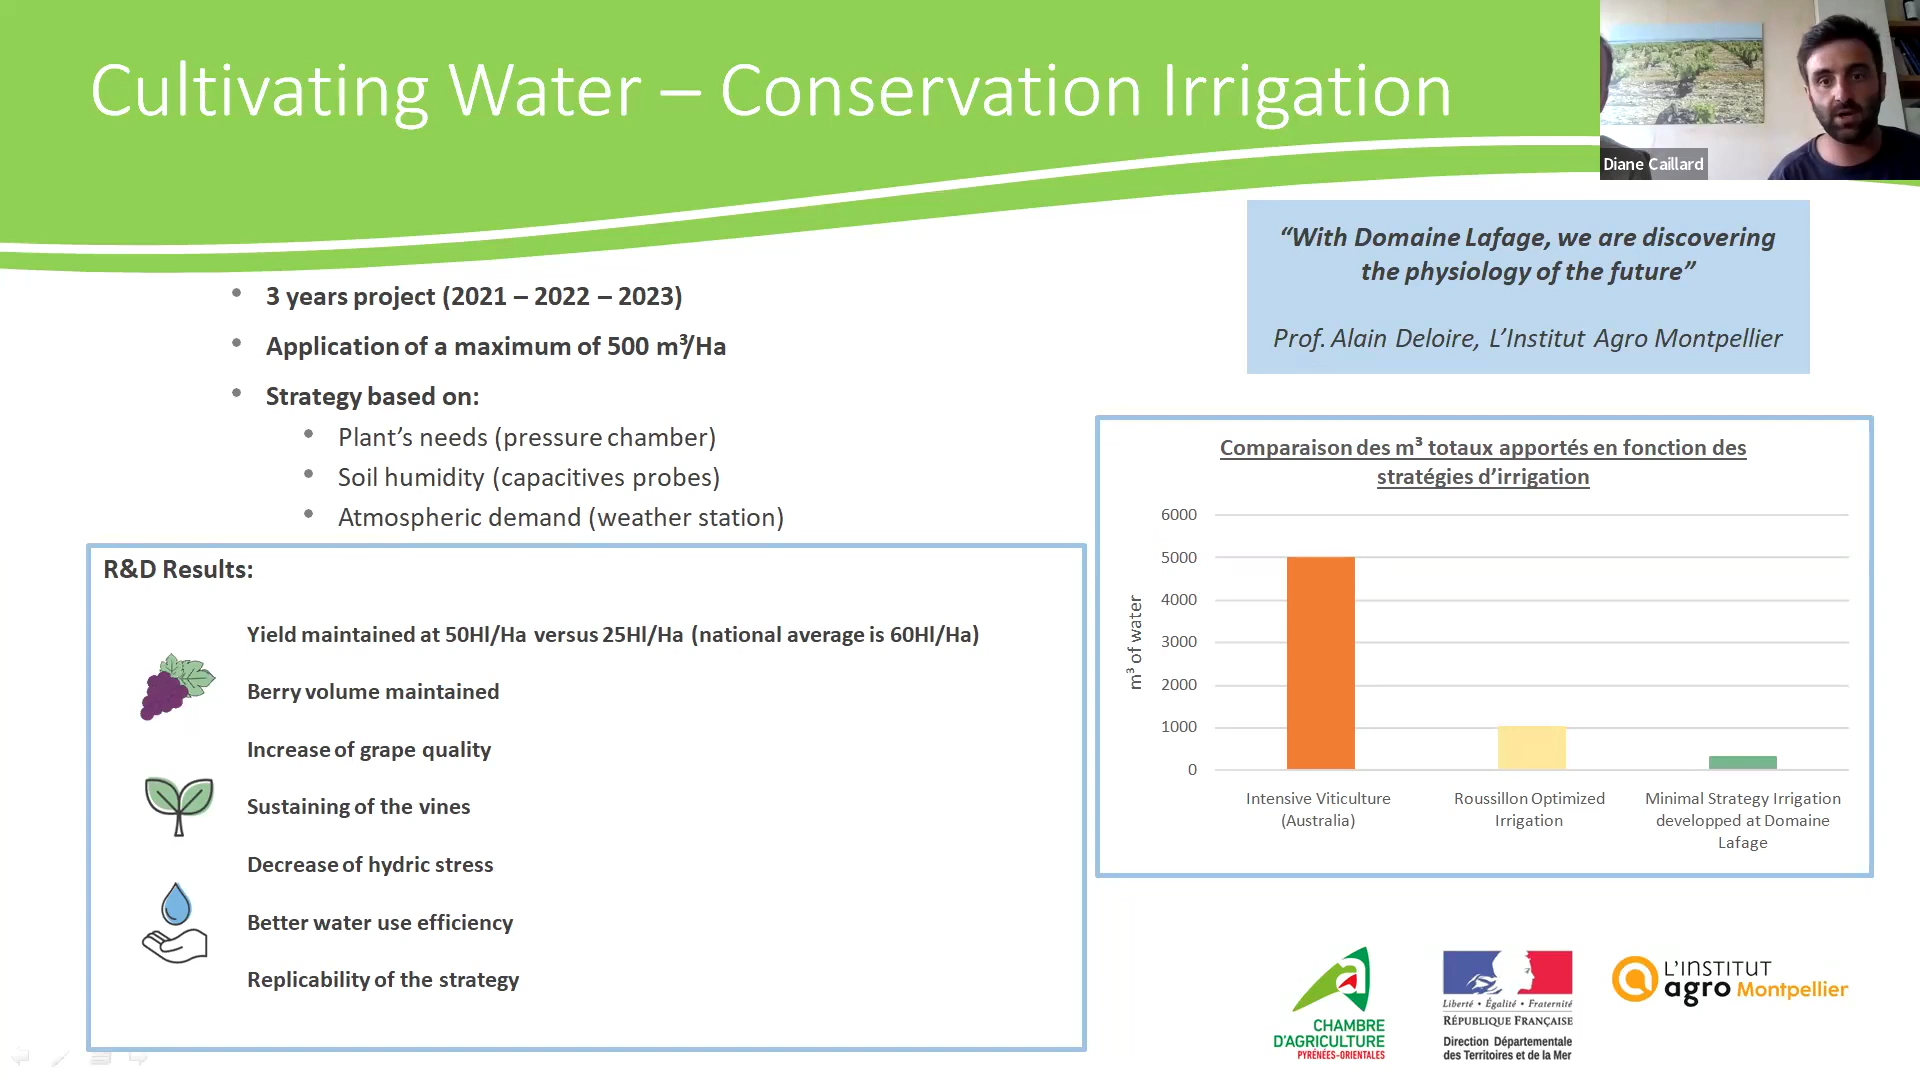 Cultivating Water – Conservation Irrigation
Diane Caillard
“With Domaine Lafage, we are discovering
the physiology of the future”
Prof. Alain Deloire, L’Institut Agro Montpellier
3 years project (2021 – 2022 – 2023)
Application of a maximum of 500 m³/Ha
Strategy based on:
Plant’s needs (pressure chamber)
Soil humidity (capacitives probes)
Atmospheric demand (weather station)
R&D Results:
Yield maintained at 50Hl/Ha versus 25Hl/Ha (national average is 60Hl/Ha)
Berry volume maintained
Increase of grape quality
Sustaining of the vines
Decrease of hydric stress
Better water use efficiency
Replicability of the strategy
Comparaison des m³ totaux apportés en fonction des
stratégies d’irrigation
m³ of water
6000
5000
4000
3000
2000
1000
0
Intensive Viticulture
(Australia)
Roussillon Optimized
Irrigation
Minimal Strategy Irrigation
developped at Domaine
Lafage
CHAMBRE
D’AGRICULTURE
PYRÉNÉES-ORIENTALES
Liberté • Égalité • Fraternité
RÉPUBLIQUE FRANÇAISE
Direction Départementale
des Territoires et de la Mer
L’INSTITUT
agro Montpellier